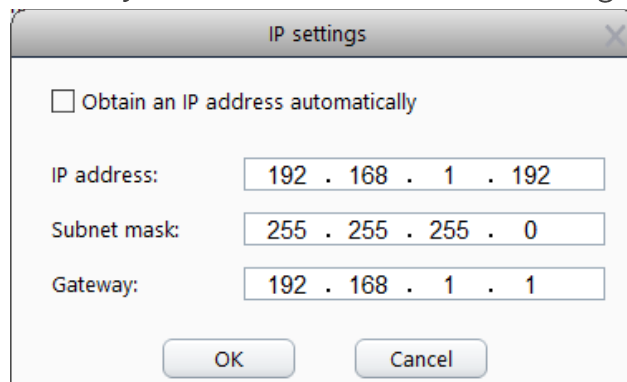 IP settings
Obtain an IP address automatically
IP address: 192 . 168 . 1 . 192
Subnet mask: 255 . 255 . 255 . 0
Gateway: 192 . 168 . 1 . 1
OK Cancel